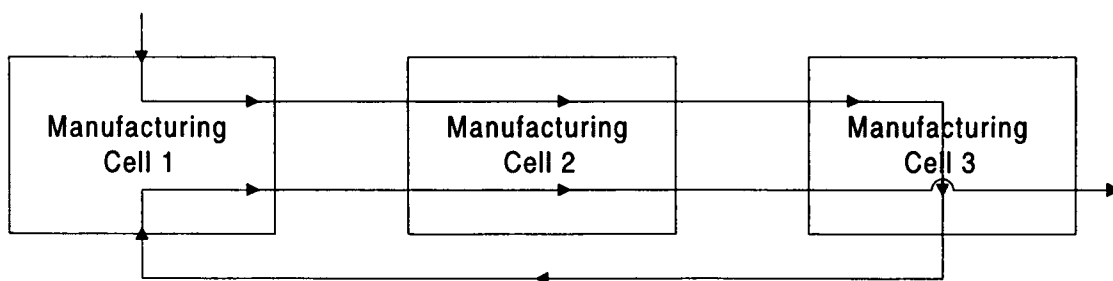 Manufacturing
Cell 1
Manufacturing
Cell 2
Manufacturing
Cell 3